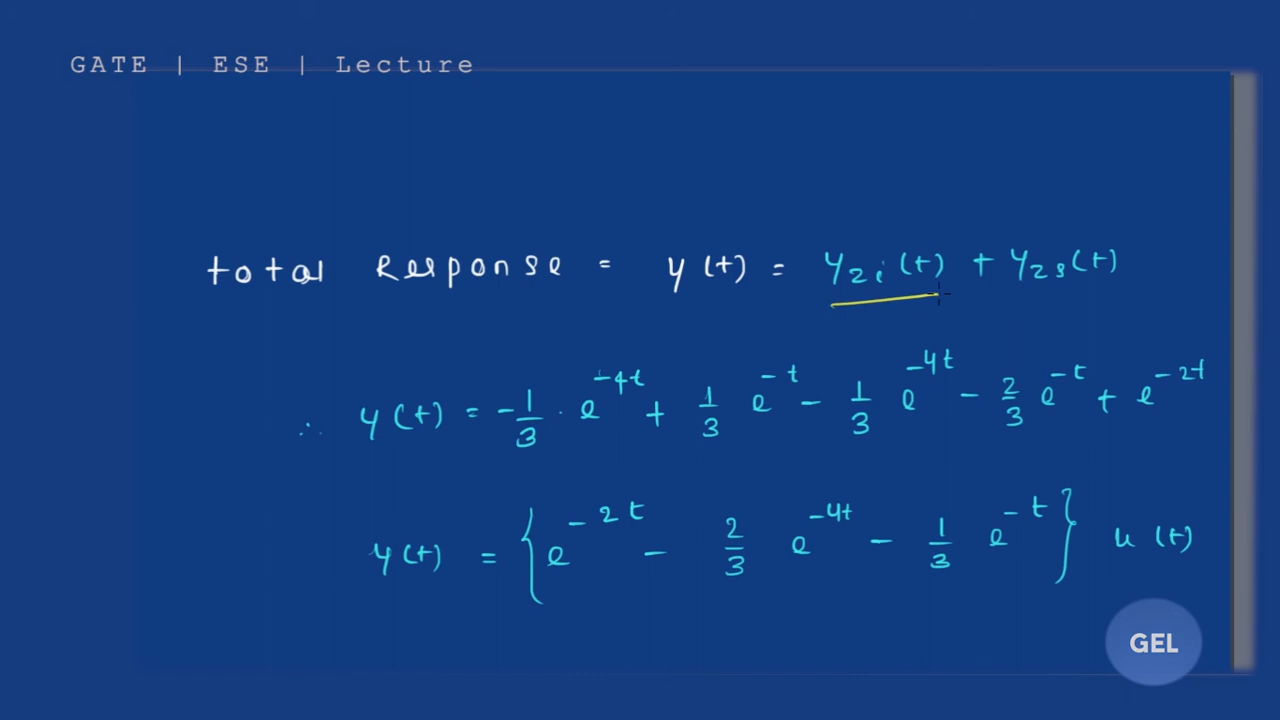 GATE | ESE | Lecture
total Response = y(t) = y_zi(t) + y_zs(t)
∴ y(t) = -1/3 · e^-4t + 1/3 e^-t - 1/3 e^-4t - 2/3 e^-t + e^-2t
y(t) = { e^-2t - 2/3 e^-4t - 1/3 e^-t } u(t)
GEL